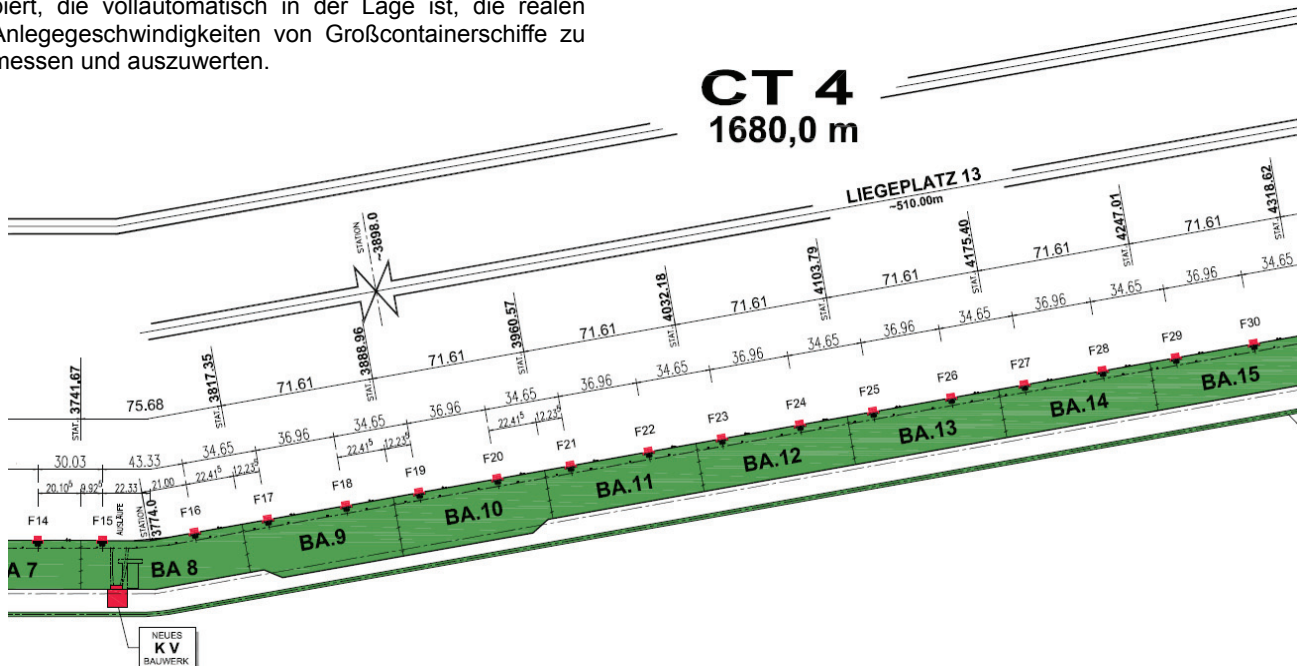 piert, die vollautomatisch in der Lage ist, die realen
Anlegegeschwindigkeiten von Großcontainerschiffe zu
messen und auszuwerten.
CT 4
1680,0 m
LIEGEPLATZ 13
~510.00m
STATION
~3898.0
STAT. 3741.67
STAT. 3817.35
STAT. 3888.96
STAT. 3960.57
STAT. 4032.18
STAT. 4103.79
STAT. 4175.40
STAT. 4247.01
STAT. 4318.62
75.68 71.61 71.61 71.61 71.61 71.61 71.61 71.61
30.03 43.33 34.65 36.96 34.65 36.96 34.65 36.96 34.65 36.96 34.65 36.96 34.65 36.96 34.65 36.96 34.65
20.10⁵ 9.92⁵ 22.33 21.00 22.41⁵ 12.23⁵ 22.41⁵ 12.23⁵ 22.41⁵ 12.23⁵
AUSLÄUFE
STATION
3774.0
F14 F15 F16 F17 F18 F19 F20 F21 F22 F23 F24 F25 F26 F27 F28 F29 F30
A 7 BA 8 BA.9 BA.10 BA.11 BA.12 BA.13 BA.14 BA.15
NEUES
KV
BAUWERK